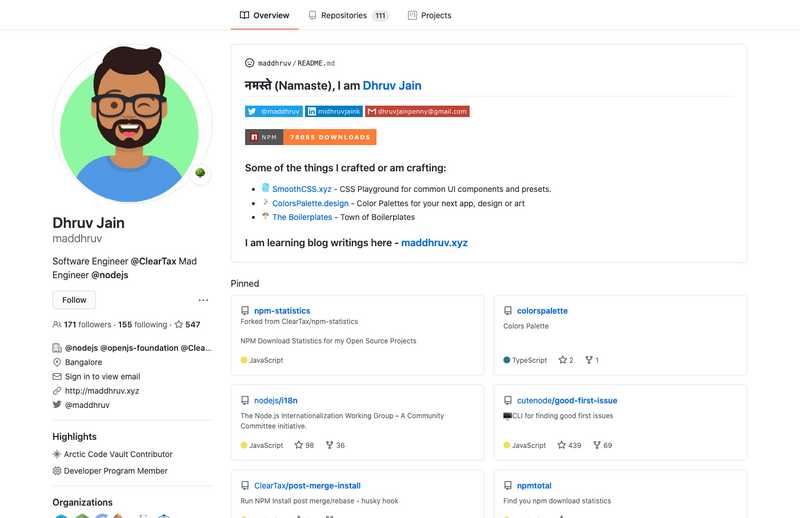 Overview
Repositories 111
Projects
maddhruv/README.md
नमस्ते (Namaste), I am Dhruv Jain
@maddhruv
midhruvjaink
dhruvjainpenny@gmail.com
NPM 78085 DOWNLOADS
Some of the things I crafted or am crafting:
SmoothCSS.xyz - CSS Playground for common UI components and presets.
ColorsPalette.design - Color Palettes for your next app, design or art
The Boilerplates - Town of Boilerplates
I am learning blog writings here - maddhruv.xyz
Dhruv Jain
maddhruv
Software Engineer @ClearTax Mad
Engineer @nodejs
Follow
171 followers · 155 following · 547
@nodejs @openjs-foundation @Clea...
Bangalore
Sign in to view email
http://maddhruv.xyz
@maddhruv
Highlights
Arctic Code Vault Contributor
Developer Program Member
Organizations
Pinned
npm-statistics
Forked from ClearTax/npm-statistics
NPM Download Statistics for my Open Source Projects
JavaScript
colorspalette
Colors Palette
TypeScript 2 1
nodejs/i18n
The Node.js Internationalization Working Group – A Community
Committee initiative.
JavaScript 98 36
cutenode/good-first-issue
CLI for finding good first issues
JavaScript 439 69
ClearTax/post-merge-install
Run NPM Install post merge/rebase - husky hook
npmtotal
Find you npm download statistics